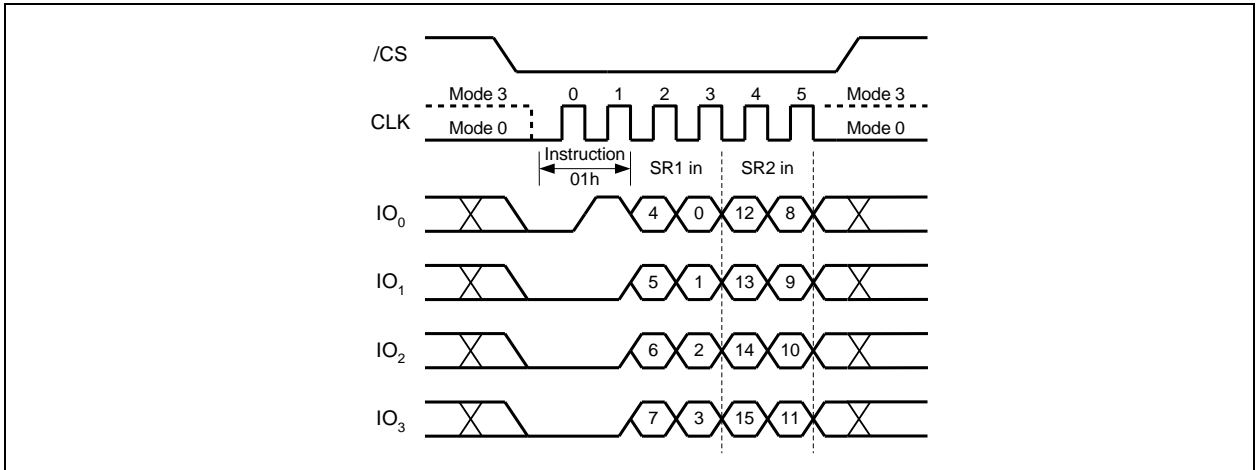 /CS
Mode 3 0 1 2 3 4 5 Mode 3
CLK
Mode 0 Mode 0
Instruction
01h
SR1 in SR2 in
IO0 4 0 12 8
IO1 5 1 13 9
IO2 6 2 14 10
IO3 7 3 15 11